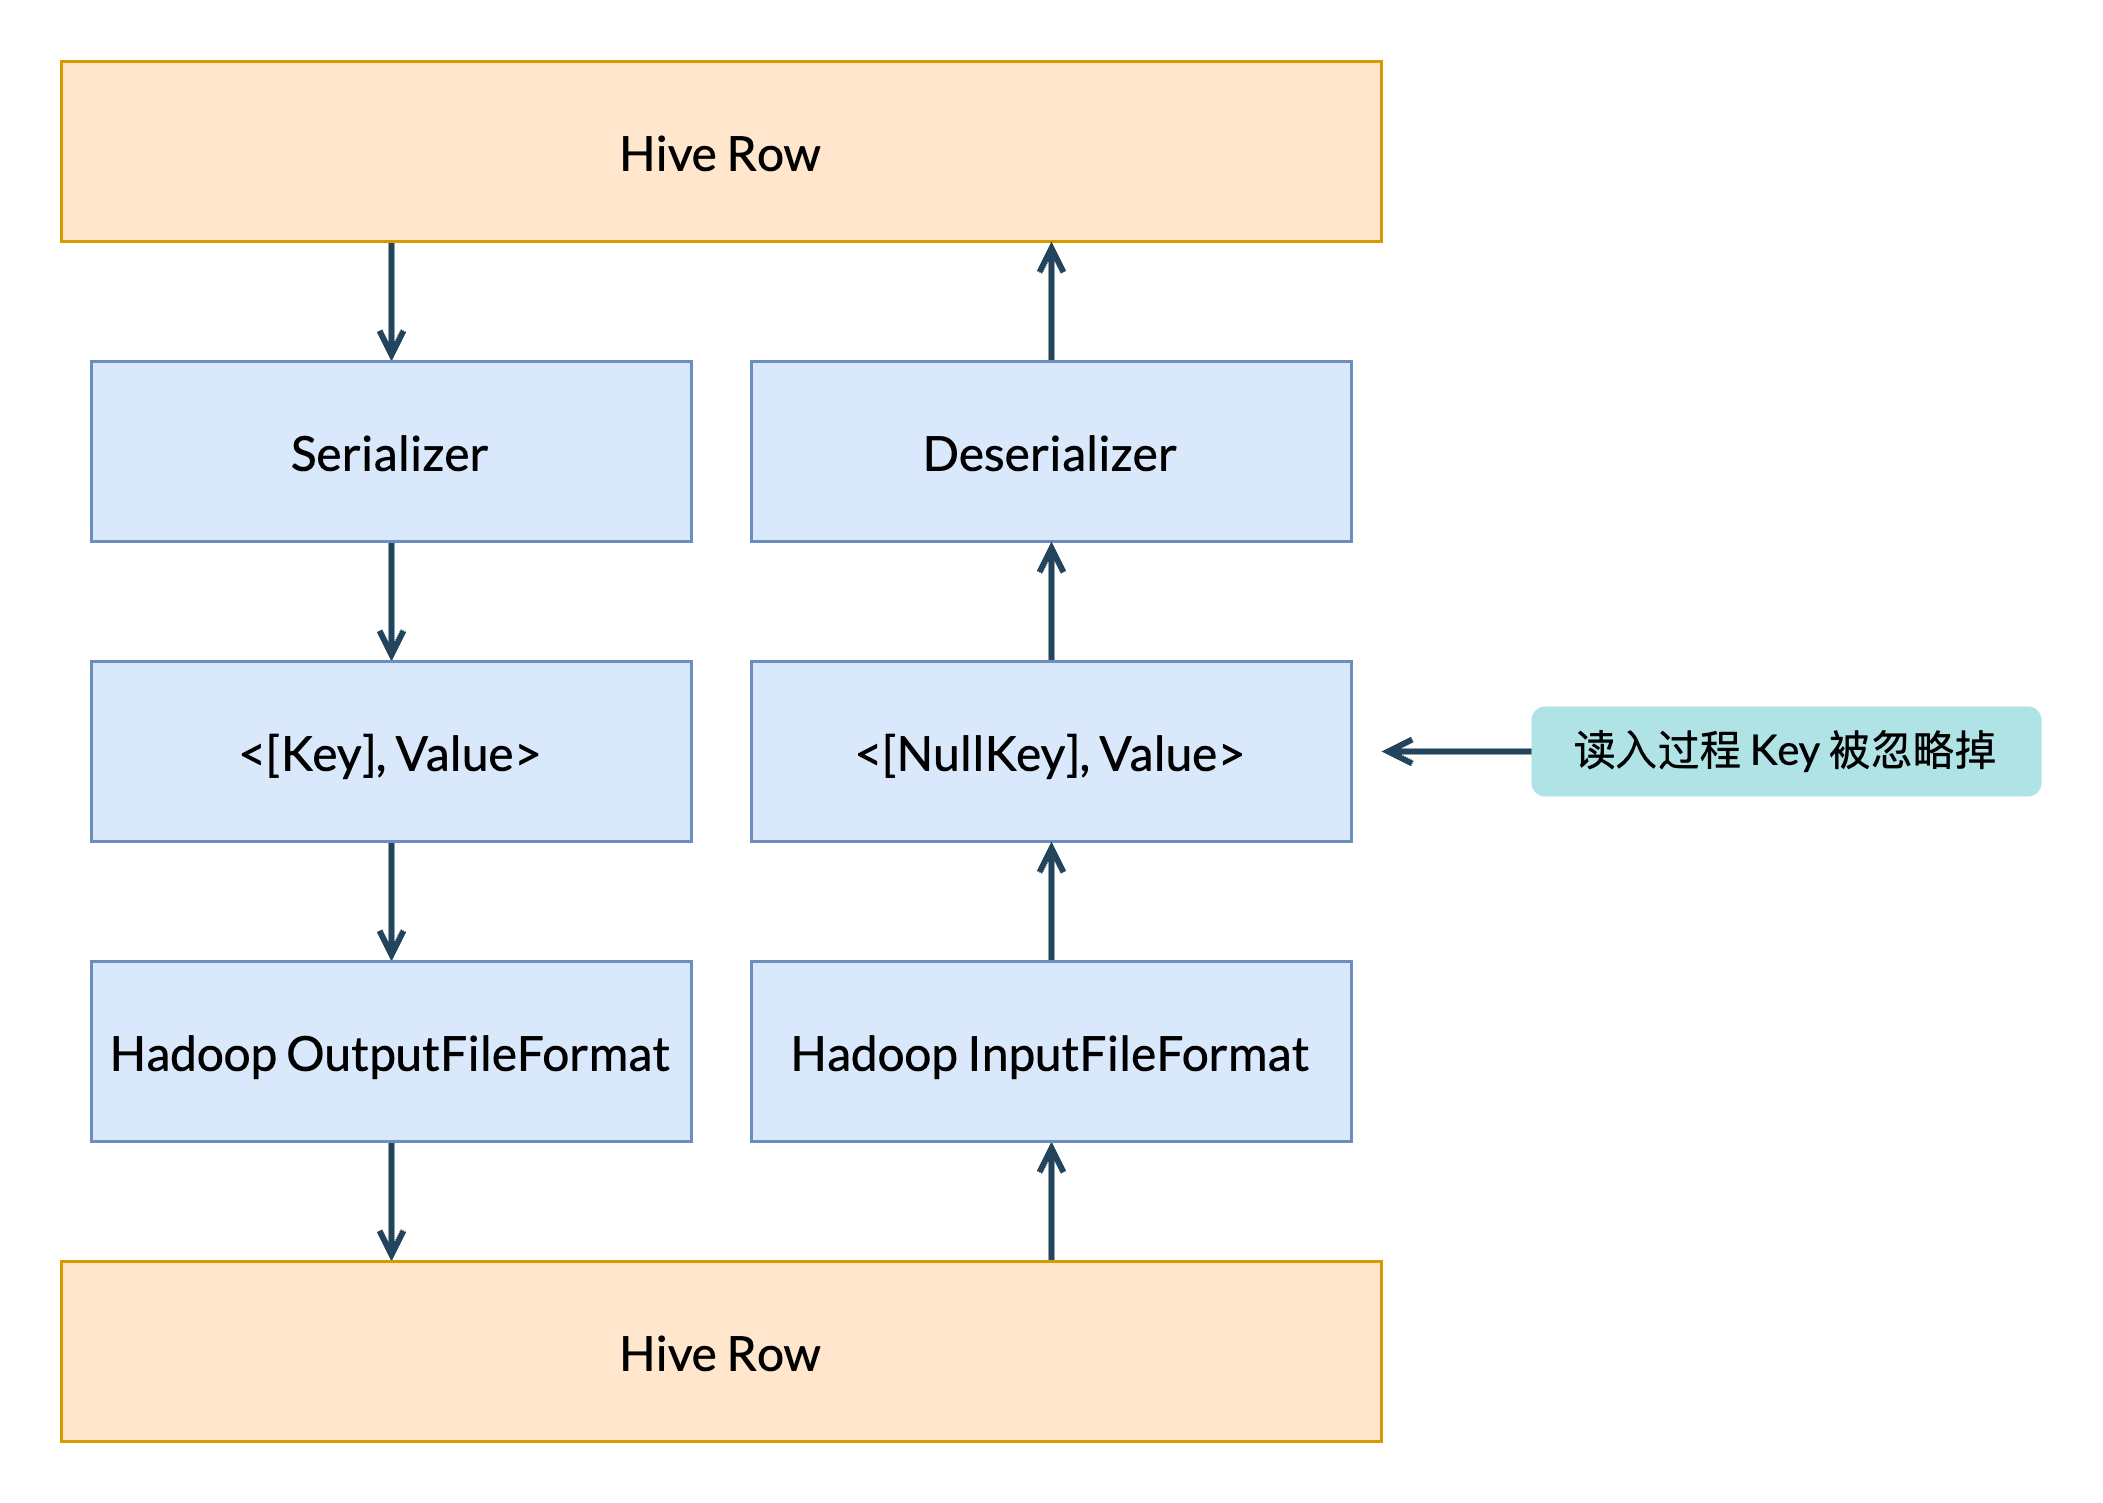 Hive Row
Serializer
Deserializer
<[Key], Value>
<[NullKey], Value>
读入过程 Key 被忽略掉
Hadoop OutputFileFormat
Hadoop InputFileFormat
Hive Row